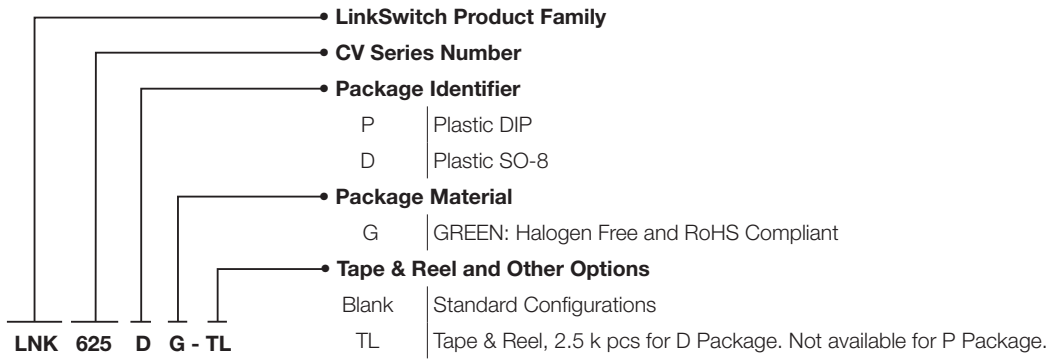 LinkSwitch Product Family
CV Series Number
Package Identifier
P Plastic DIP
D Plastic SO-8
Package Material
G GREEN: Halogen Free and RoHS Compliant
Tape & Reel and Other Options
Blank Standard Configurations
TL Tape & Reel, 2.5 k pcs for D Package. Not available for P Package.
LNK 625 D G - TL